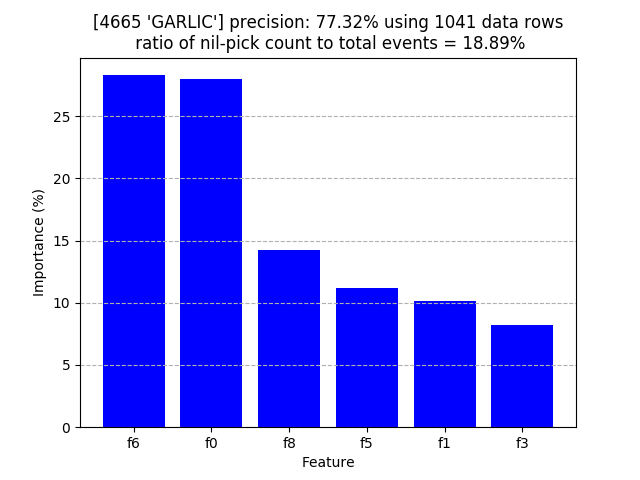 [4665 'GARLIC'] precision: 77.32% using 1041 data rows
ratio of nil-pick count to total events = 18.89%
Importance (%)
25
20
15
10
5
0
f6 f0 f8 f5 f1 f3
Feature